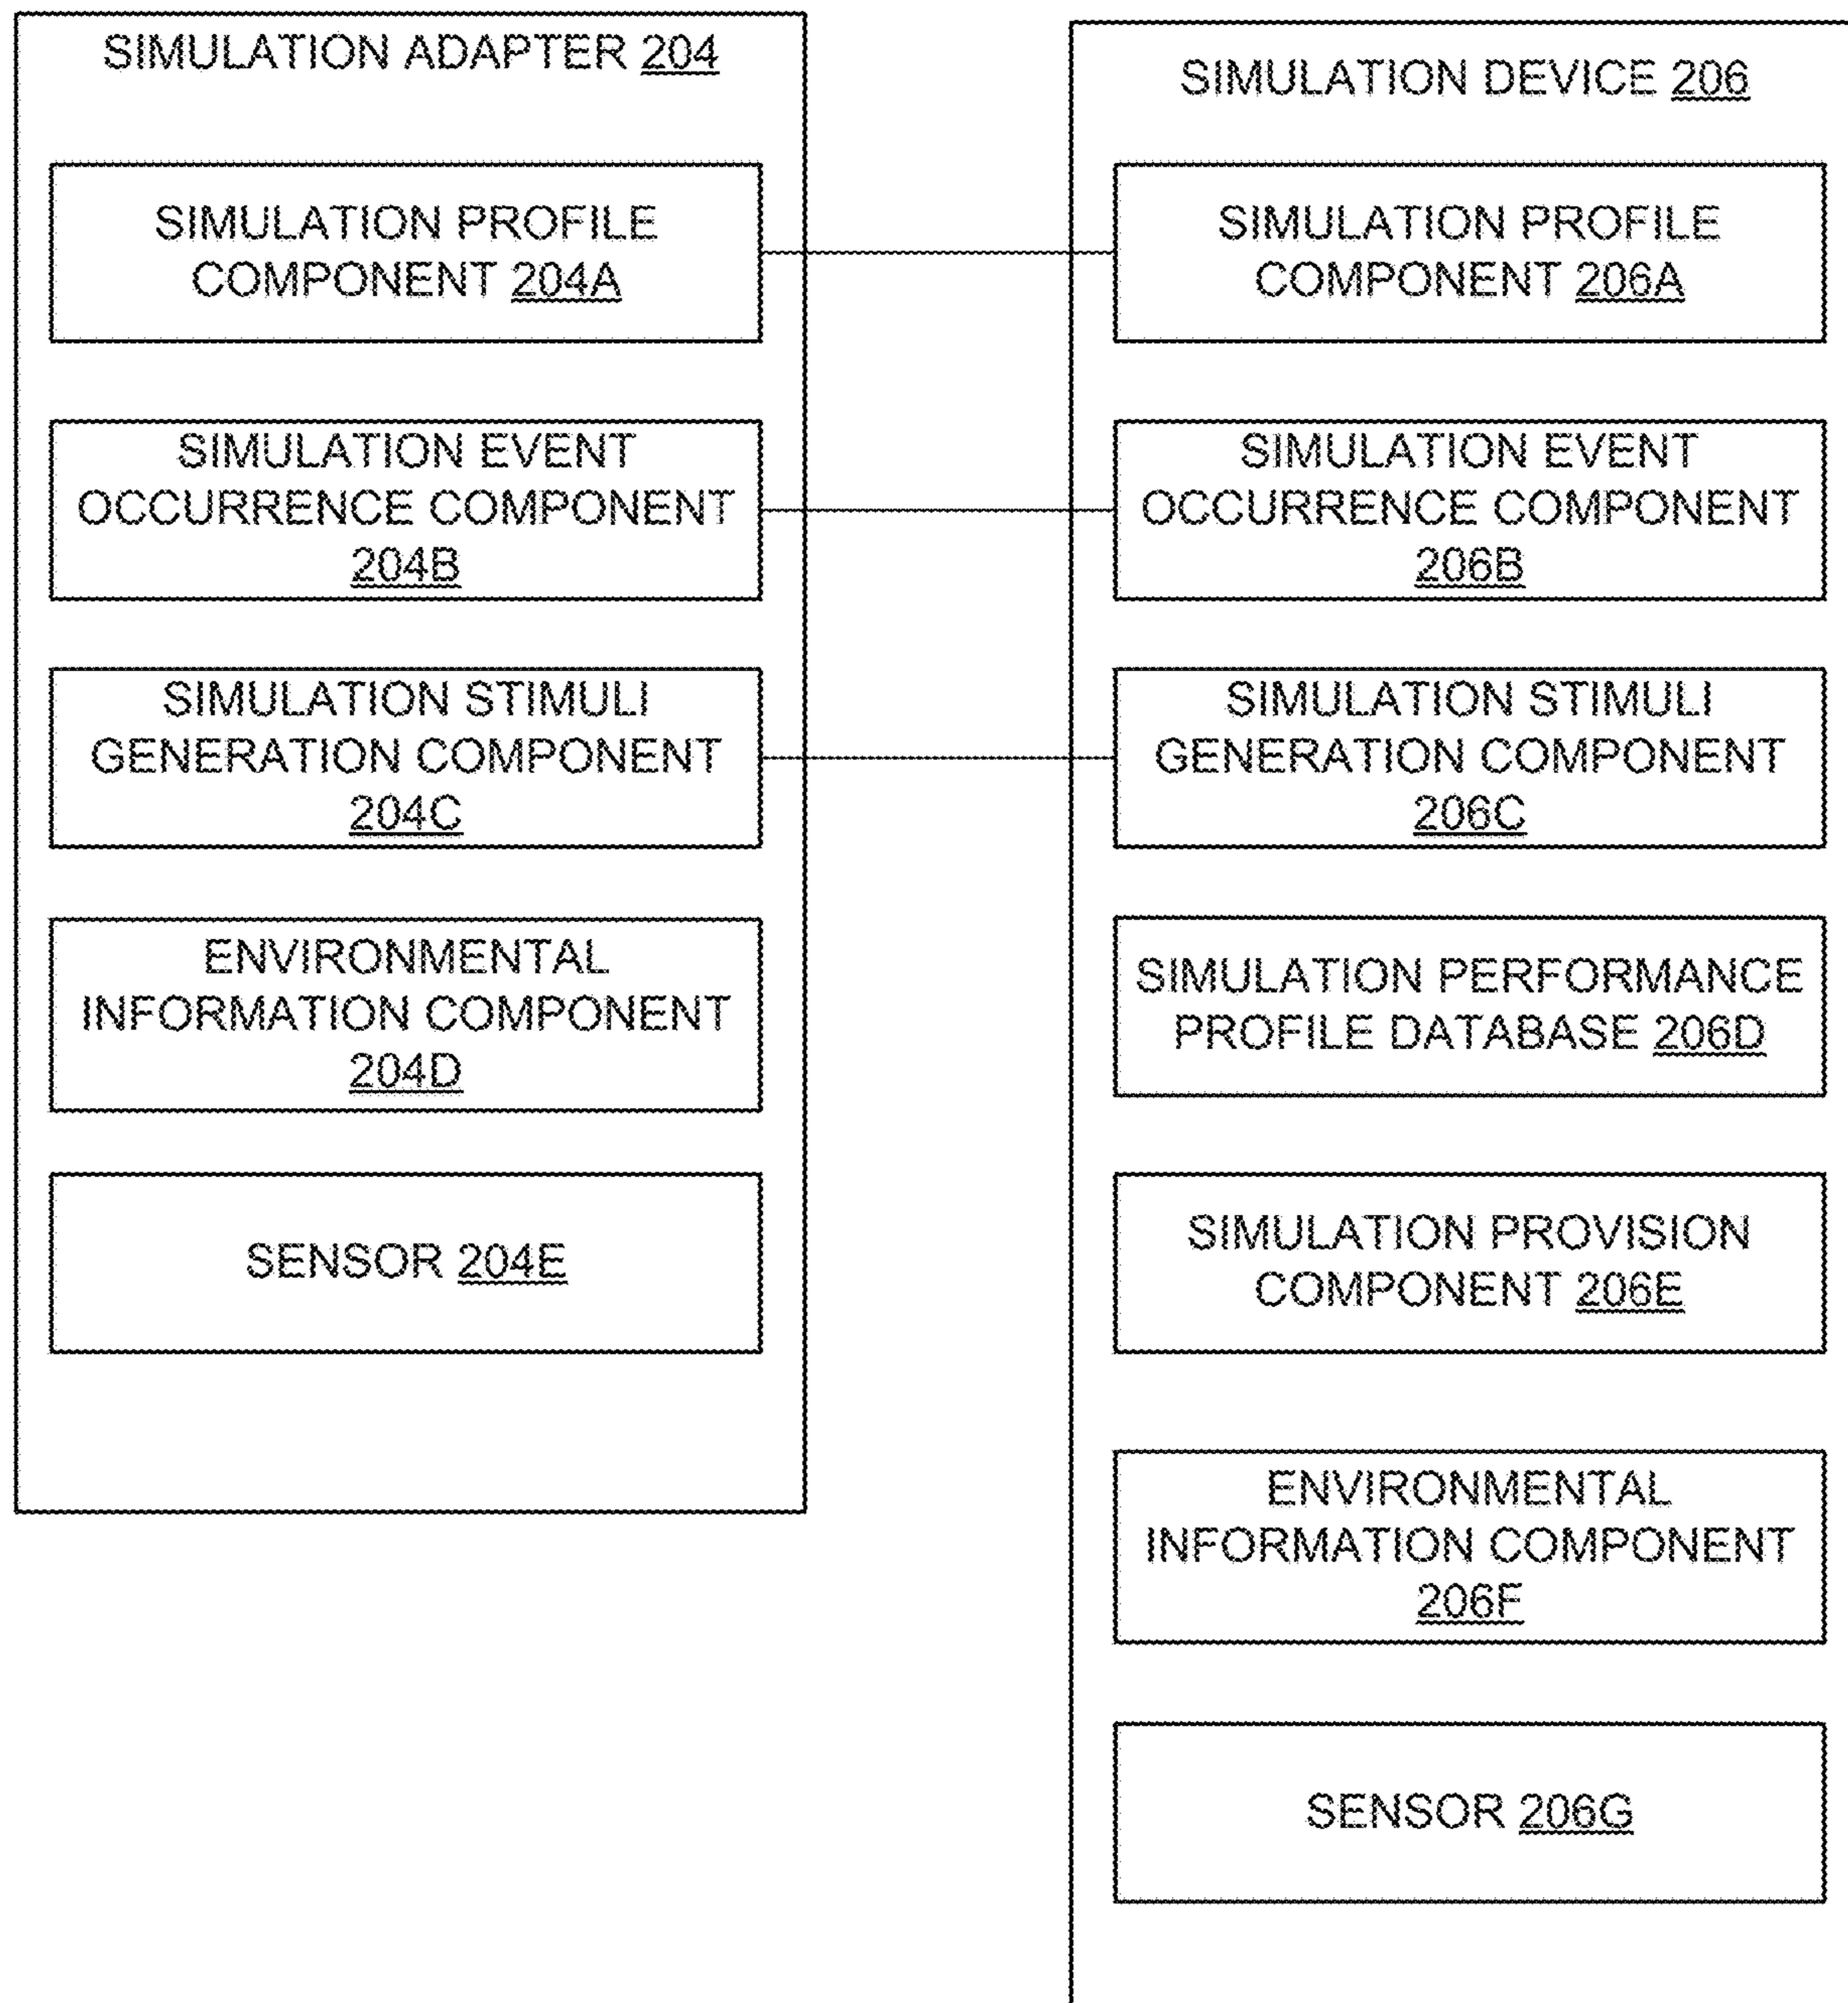 SIMULATION ADAPTER 204
SIMULATION PROFILE
COMPONENT 204A
SIMULATION EVENT
OCCURRENCE COMPONENT
204B
SIMULATION STIMULI
GENERATION COMPONENT
204C
ENVIRONMENTAL
INFORMATION COMPONENT
204D
SENSOR 204E
SIMULATION DEVICE 206
SIMULATION PROFILE
COMPONENT 206A
SIMULATION EVENT
OCCURRENCE COMPONENT
206B
SIMULATION STIMULI
GENERATION COMPONENT
206C
SIMULATION PERFORMANCE
PROFILE DATABASE 206D
SIMULATION PROVISION
COMPONENT 206E
ENVIRONMENTAL
INFORMATION COMPONENT
206F
SENSOR 206G